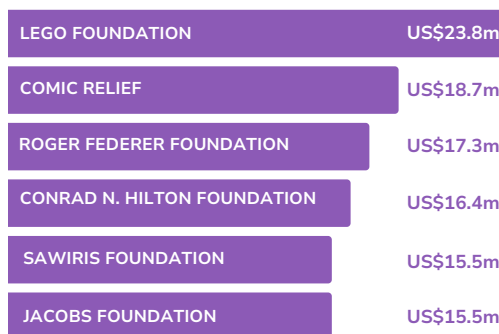 LEGO FOUNDATION US$23.8m
COMIC RELIEF US$18.7m
ROGER FEDERER FOUNDATION US$17.3m
CONRAD N. HILTON FOUNDATION US$16.4m
SAWIRIS FOUNDATION US$15.5m
JACOBS FOUNDATION US$15.5m